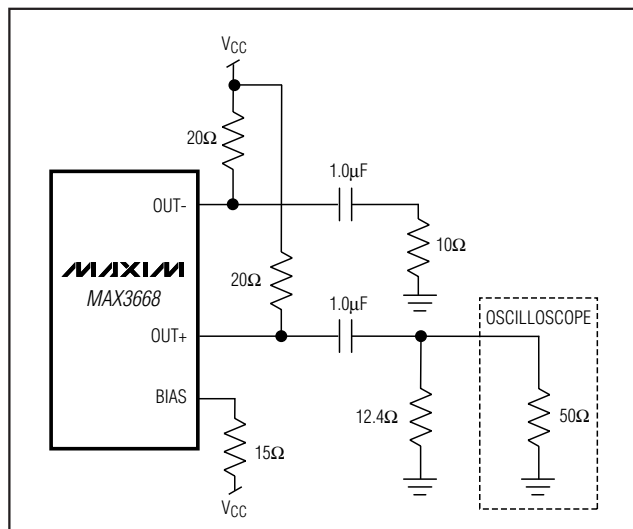 VCC
20Ω
1.0µF
OUT-
10Ω
MAXIM
MAX3668
20Ω
1.0µF
OSCILLOSCOPE
OUT+
BIAS
12.4Ω
50Ω
15Ω
VCC